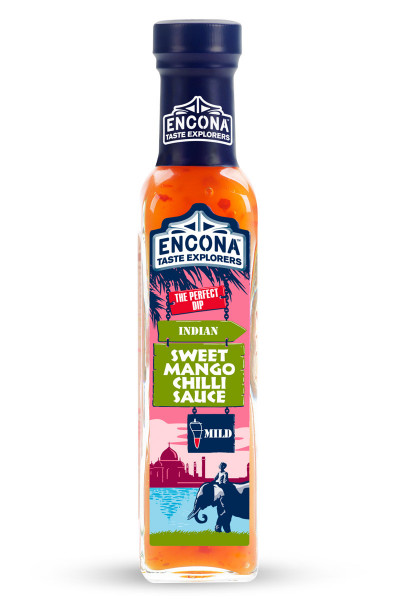 ENCONA
TASTE EXPLORERS
ENCONA
TASTE EXPLORERS
THE PERFECT
DIP
INDIAN
SWEET
MANGO
CHILLI
SAUCE
MILD